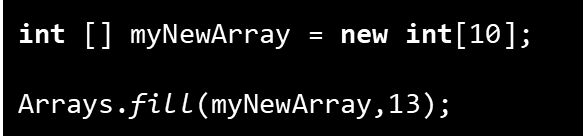 int [] myNewArray = new int[10];
Arrays.fill(myNewArray,13);